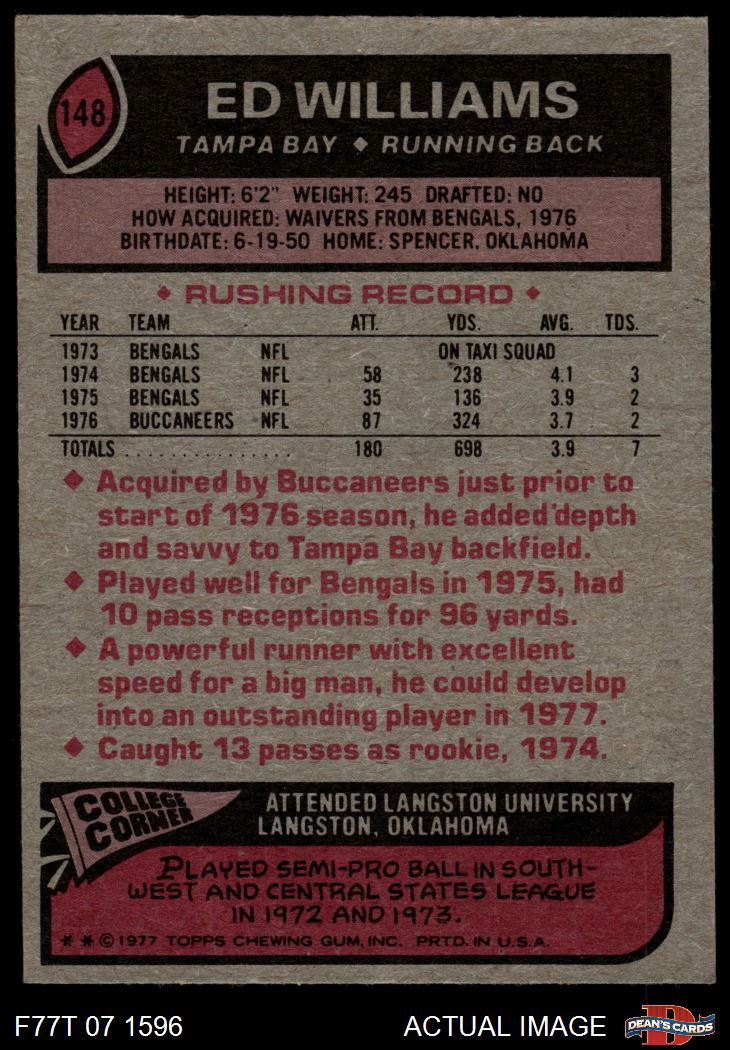 148
ED WILLIAMS
TAMPA BAY ◆ RUNNING BACK
HEIGHT: 6'2" WEIGHT: 245 DRAFTED: NO
HOW ACQUIRED: WAIVERS FROM BENGALS, 1976
BIRTHDATE: 6-19-50 HOME: SPENCER, OKLAHOMA
◆ RUSHING RECORD ◆
YEAR TEAM ATT. YDS. AVG. TDS.
1973 BENGALS NFL ON TAXI SQUAD
1974 BENGALS NFL 58 238 4.1 3
1975 BENGALS NFL 35 136 3.9 2
1976 BUCCANEERS NFL 87 324 3.7 2
TOTALS . . . . . . . . . . . . . . . 180 698 3.9 7
◆ Acquired by Buccaneers just prior to
start of 1976 season, he added depth
and savvy to Tampa Bay backfield.
◆ Played well for Bengals in 1975, had
10 pass receptions for 96 yards.
◆ A powerful runner with excellent
speed for a big man, he could develop
into an outstanding player in 1977.
◆ Caught 13 passes as rookie, 1974.
COLLEGE
CORNER
ATTENDED LANGSTON UNIVERSITY
LANGSTON, OKLAHOMA
PLAYED SEMI-PRO BALL IN SOUTH-
WEST AND CENTRAL STATES LEAGUE
IN 1972 AND 1973.
* * © 1977 TOPPS CHEWING GUM, INC. PRTD. IN U.S.A.
F77T 07 1596 ACTUAL IMAGE
D
DEAN'S CARDS